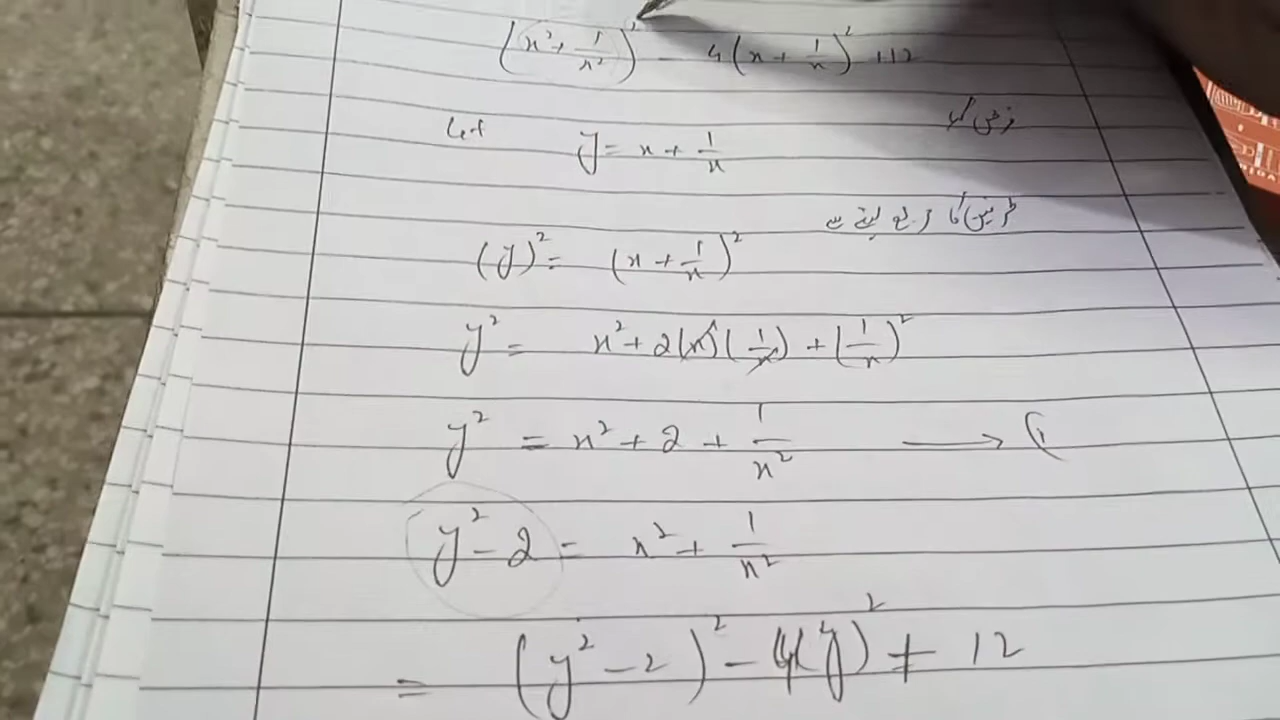 (x² + 1/x²)² - 4(x + 1/x)² + 12
Let y = x + 1/x فرض کیا
طرفین کا مربع لینے سے
(y)² = (x + 1/x)²
y² = x² + 2(x)(1/x) + (1/x)²
y² = x² + 2 + 1/x² → (1
y² - 2 = x² + 1/x²
= (y² - 2)² - 4(y)² + 12